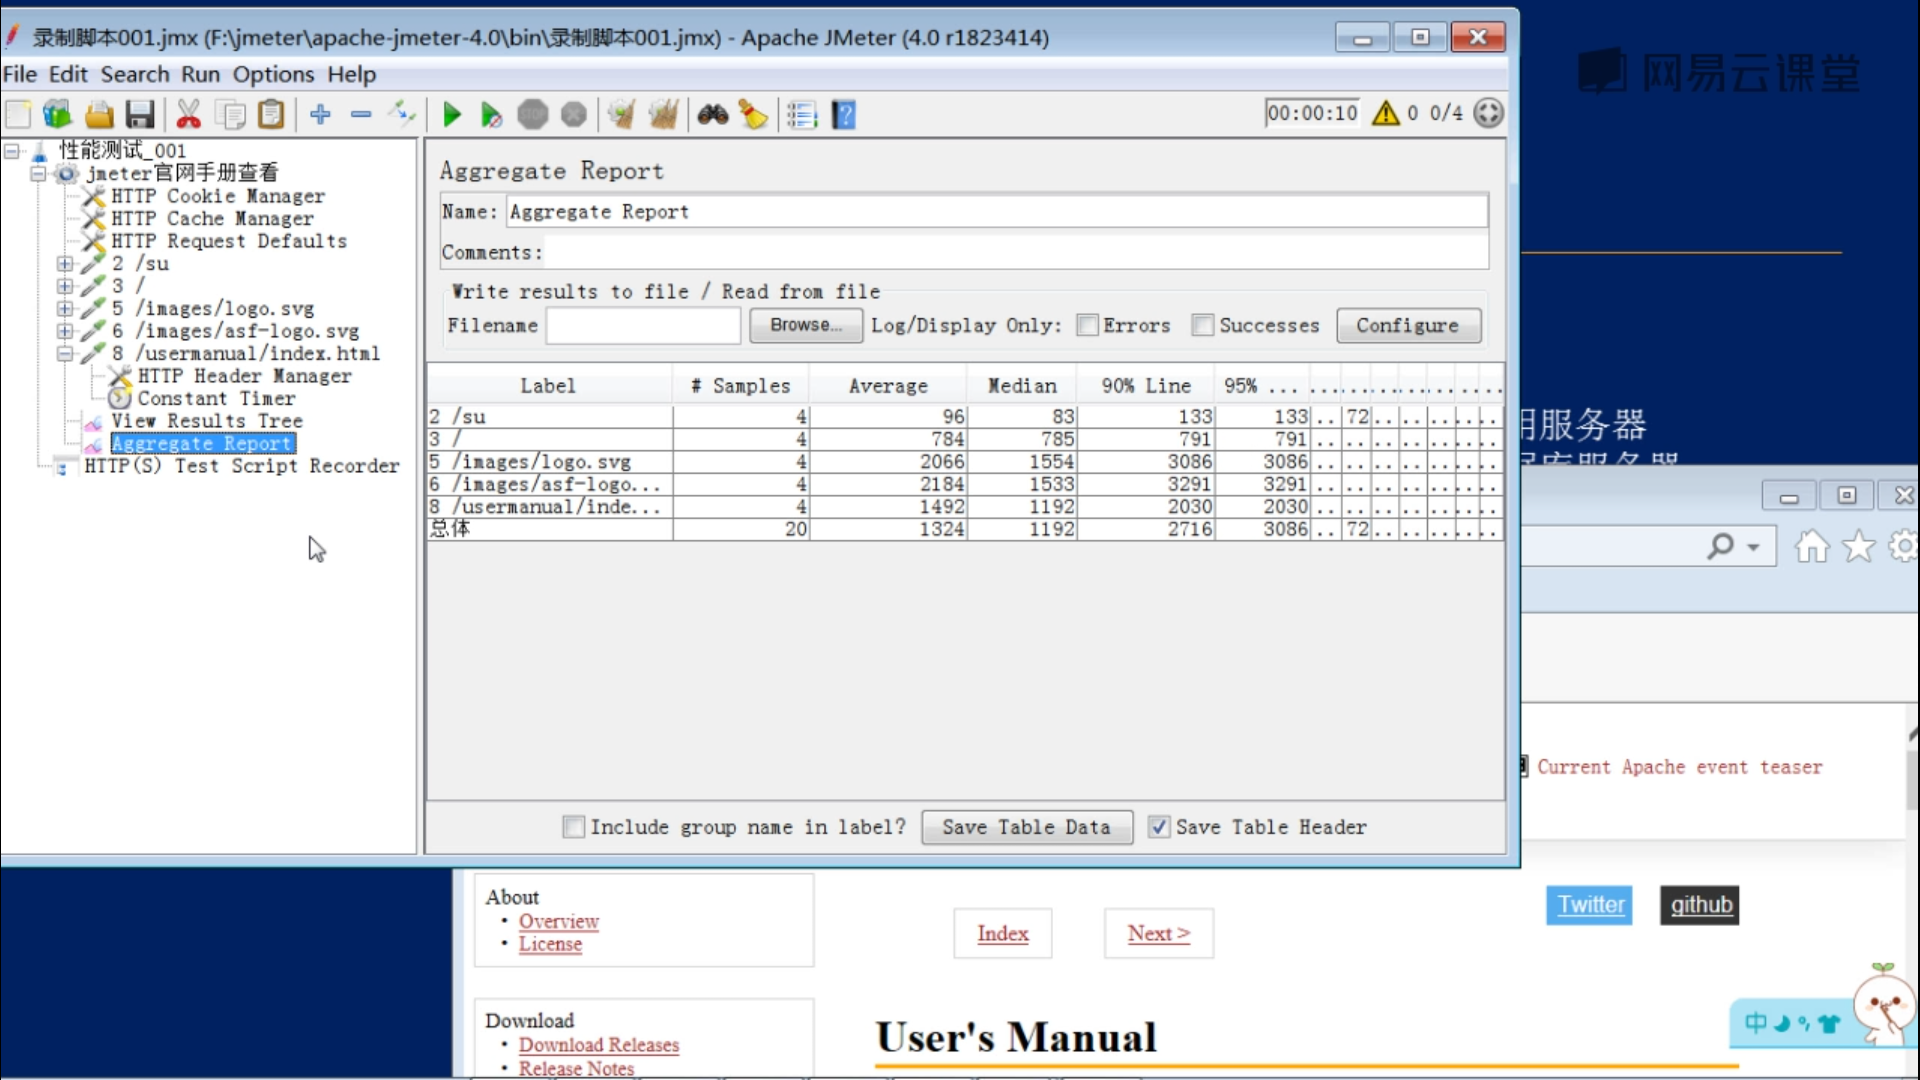 录制脚本001.jmx (F:\jmeter\apache-jmeter-4.0\bin\录制脚本001.jmx) - Apache JMeter (4.0 r1823414)
网易云课堂
File Edit Search Run Options Help
STOP
00:00:10 0 0/4
性能测试_001
jmeter官网手册查看
HTTP Cookie Manager
HTTP Cache Manager
HTTP Request Defaults
2 /su
3 /
5 /images/logo.svg
6 /images/asf-logo.svg
8 /usermanual/index.html
HTTP Header Manager
Constant Timer
View Results Tree
Aggregate Report
HTTP(S) Test Script Recorder
Aggregate Report
Name: Aggregate Report
Comments:
Write results to file / Read from file
Filename Browse... Log/Display Only: Errors Successes Configure
Label # Samples Average Median 90% Line 95% ...
2 /su 4 96 83 133 133 .. 72 ..
3 / 4 784 785 791 791 ..
5 /images/logo.svg 4 2066 1554 3086 3086 ..
6 /images/asf-logo... 4 2184 1533 3291 3291 ..
8 /usermanual/inde... 4 1492 1192 2030 2030 ..
总体 20 1324 1192 2716 3086 .. 72 ..
Include group name in label? Save Table Data Save Table Header
用服务器
服务器
Current Apache event teaser
About
• Overview
• License
Index
Next >
Twitter
github
Download
• Download Releases
• Release Notes
User's Manual
中